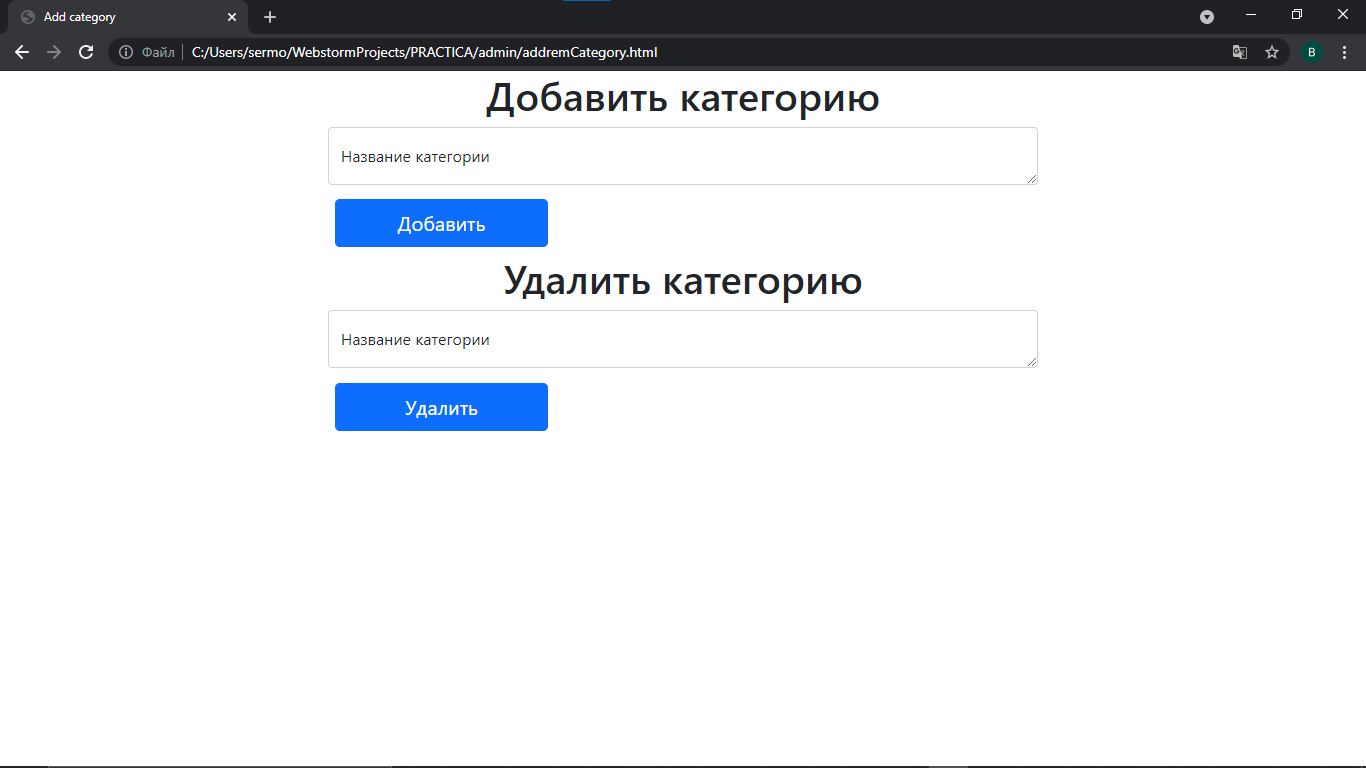 Add category
Файл C:/Users/sermo/WebstormProjects/PRACTICA/admin/addremCategory.html
B
Добавить категорию
Название категории
Добавить
Удалить категорию
Название категории
Удалить